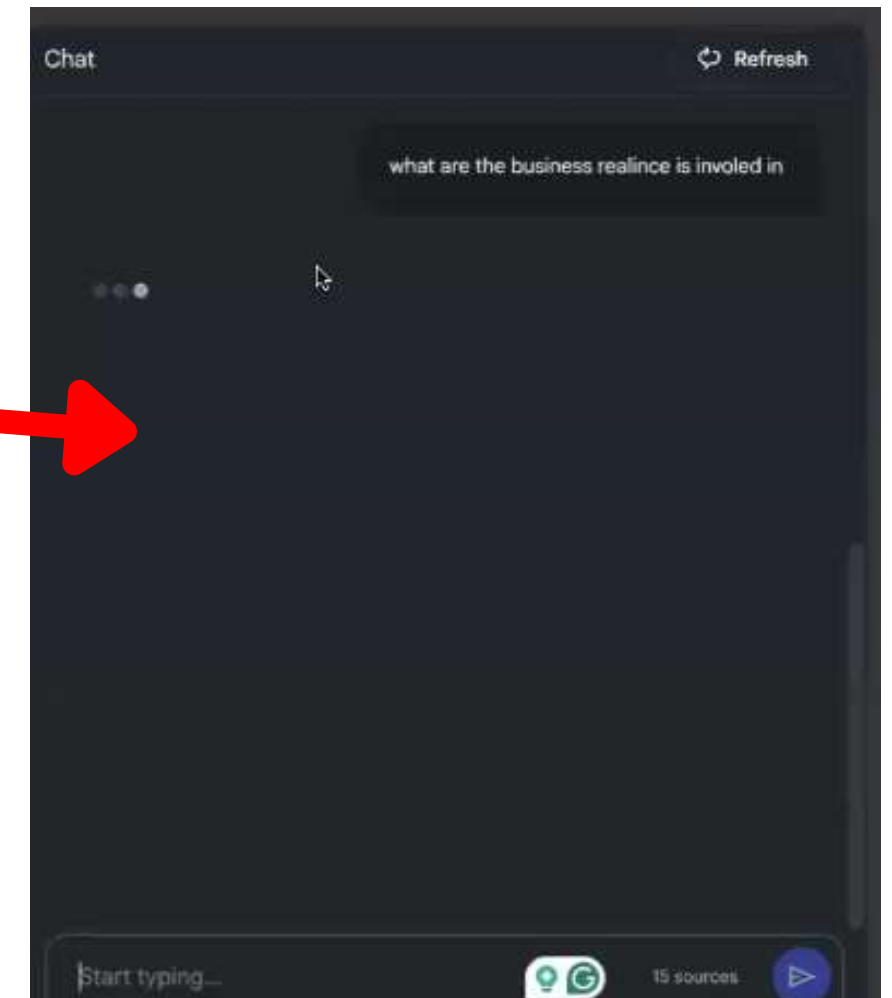 Chat
Refresh
what are the business realince is involed in
Start typing...
15 sources